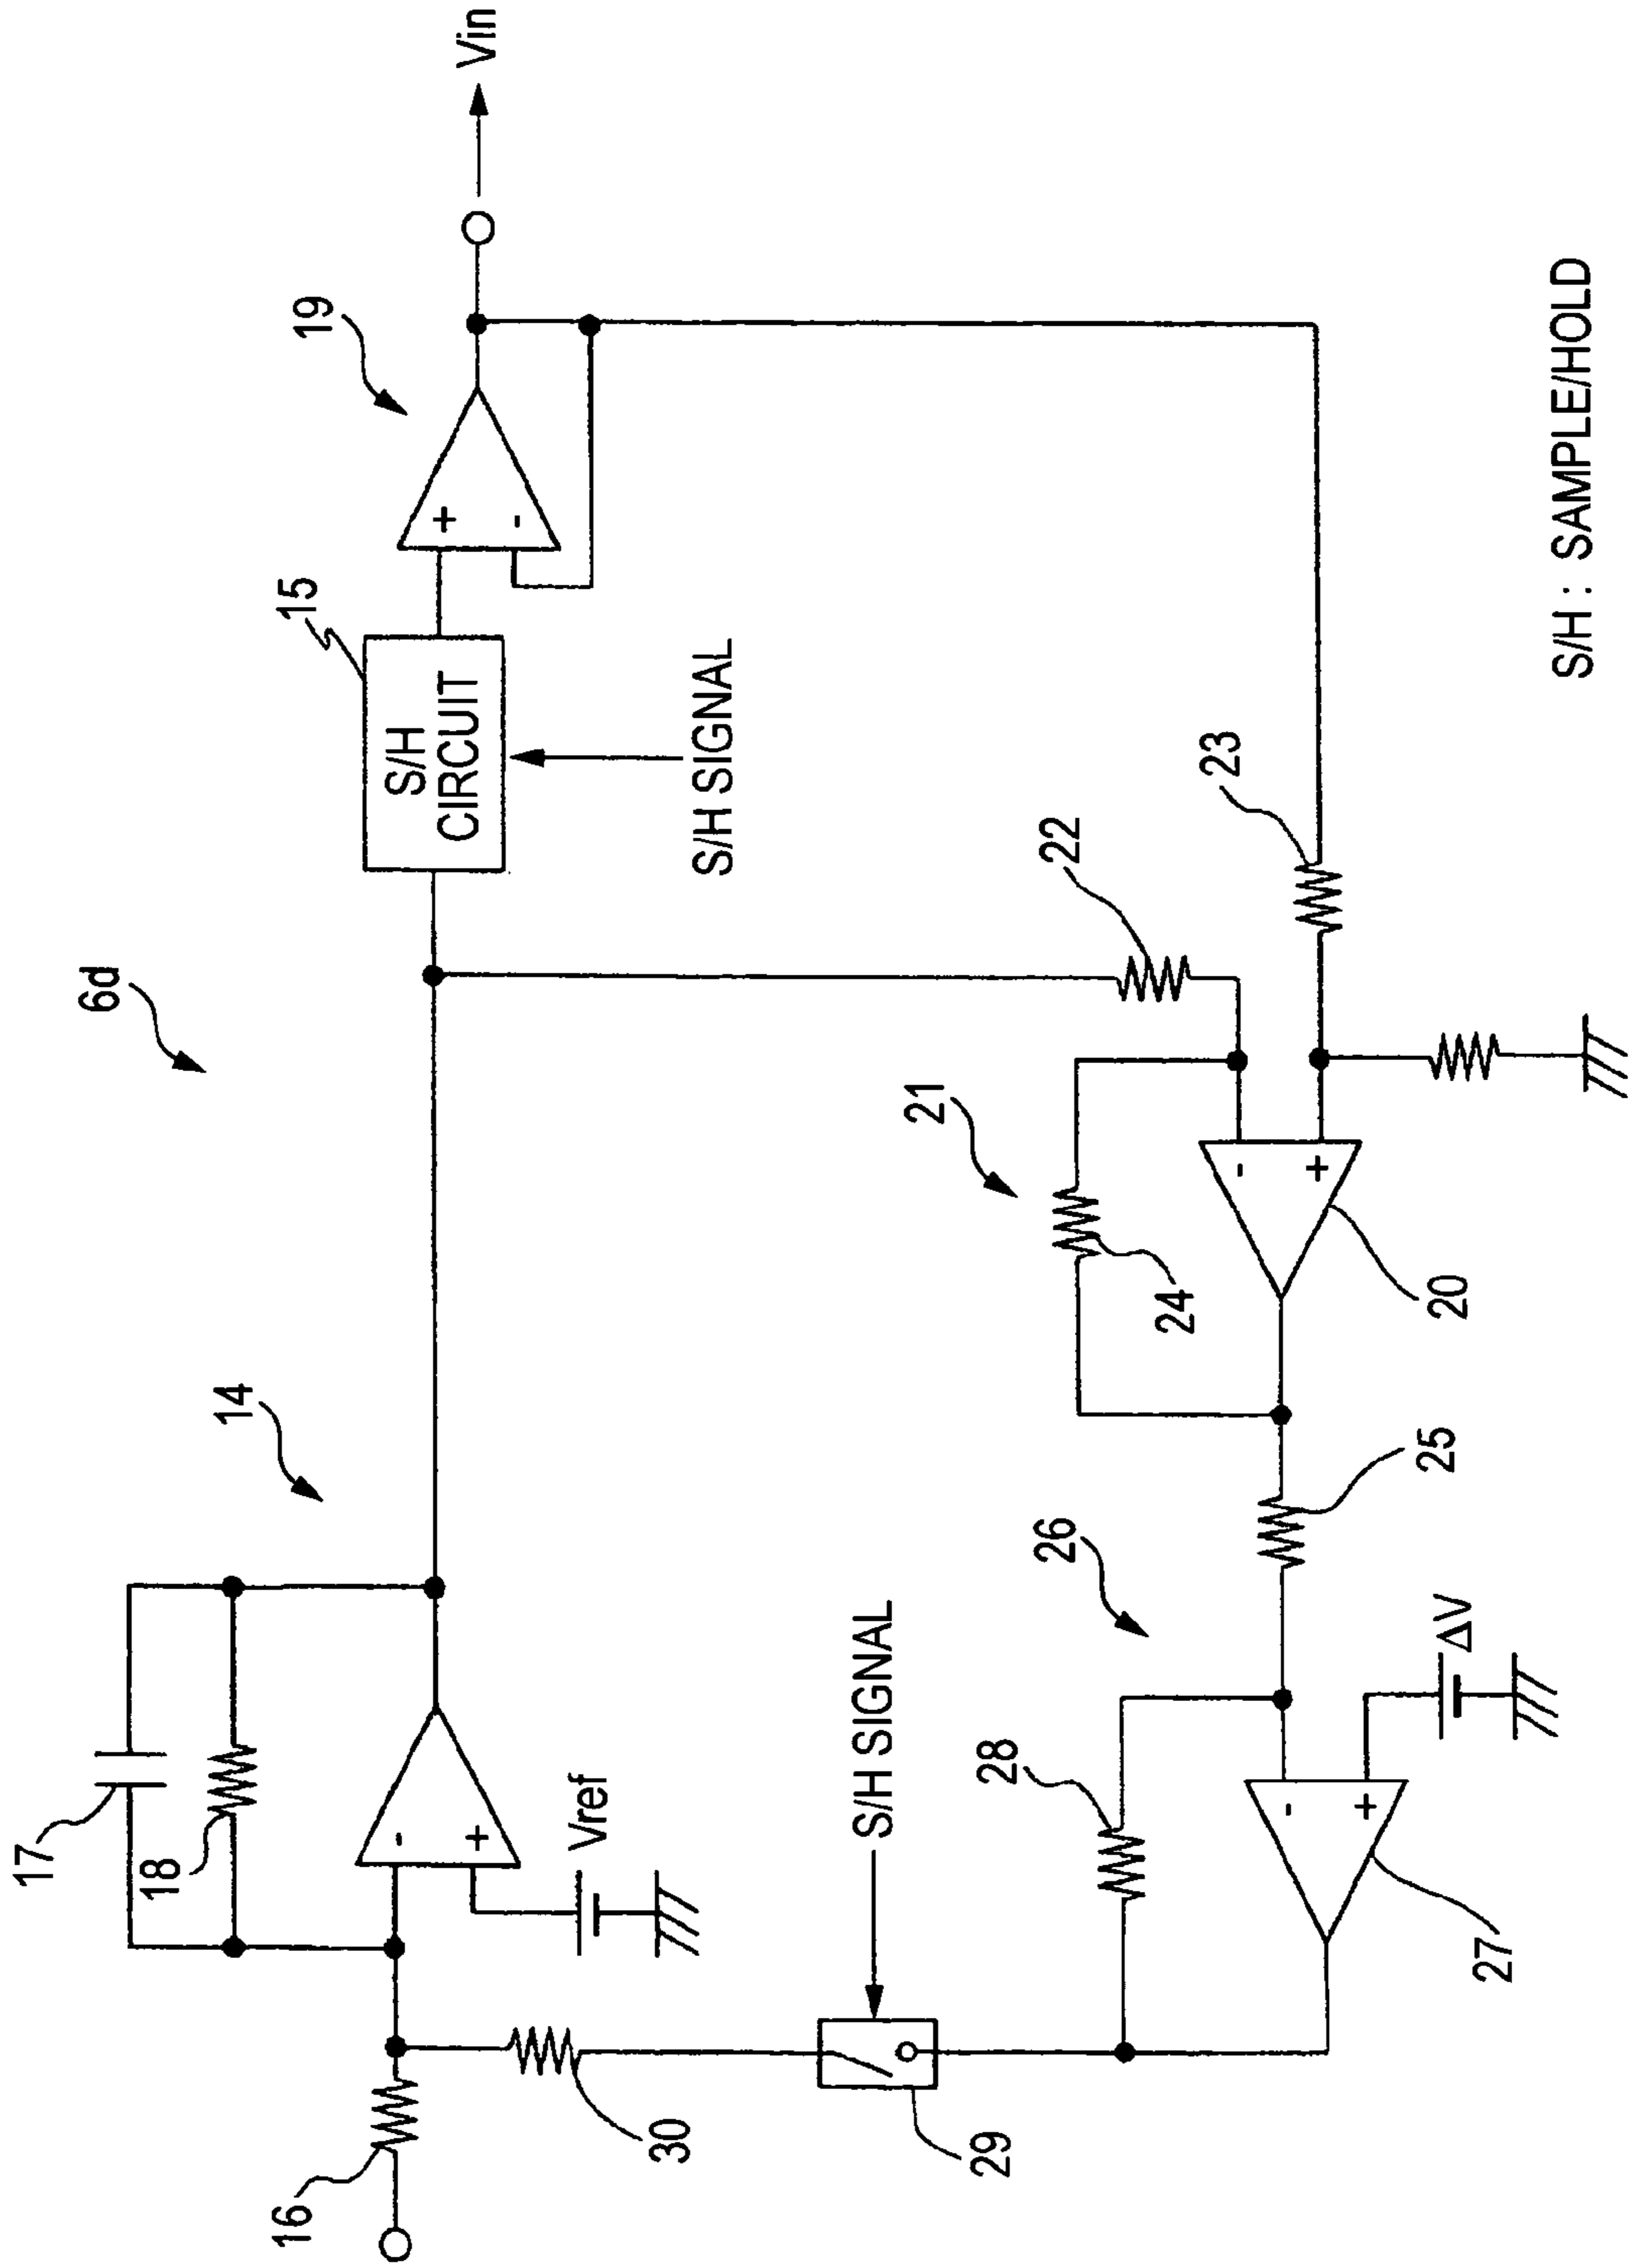 6d
14
17
18
16
Vref
30
29
S/H SIGNAL
15
S/H
CIRCUIT
S/H SIGNAL
19
Vin
21
22
23
24
20
25
26
28
27
ΔV
S/H : SAMPLE/HOLD